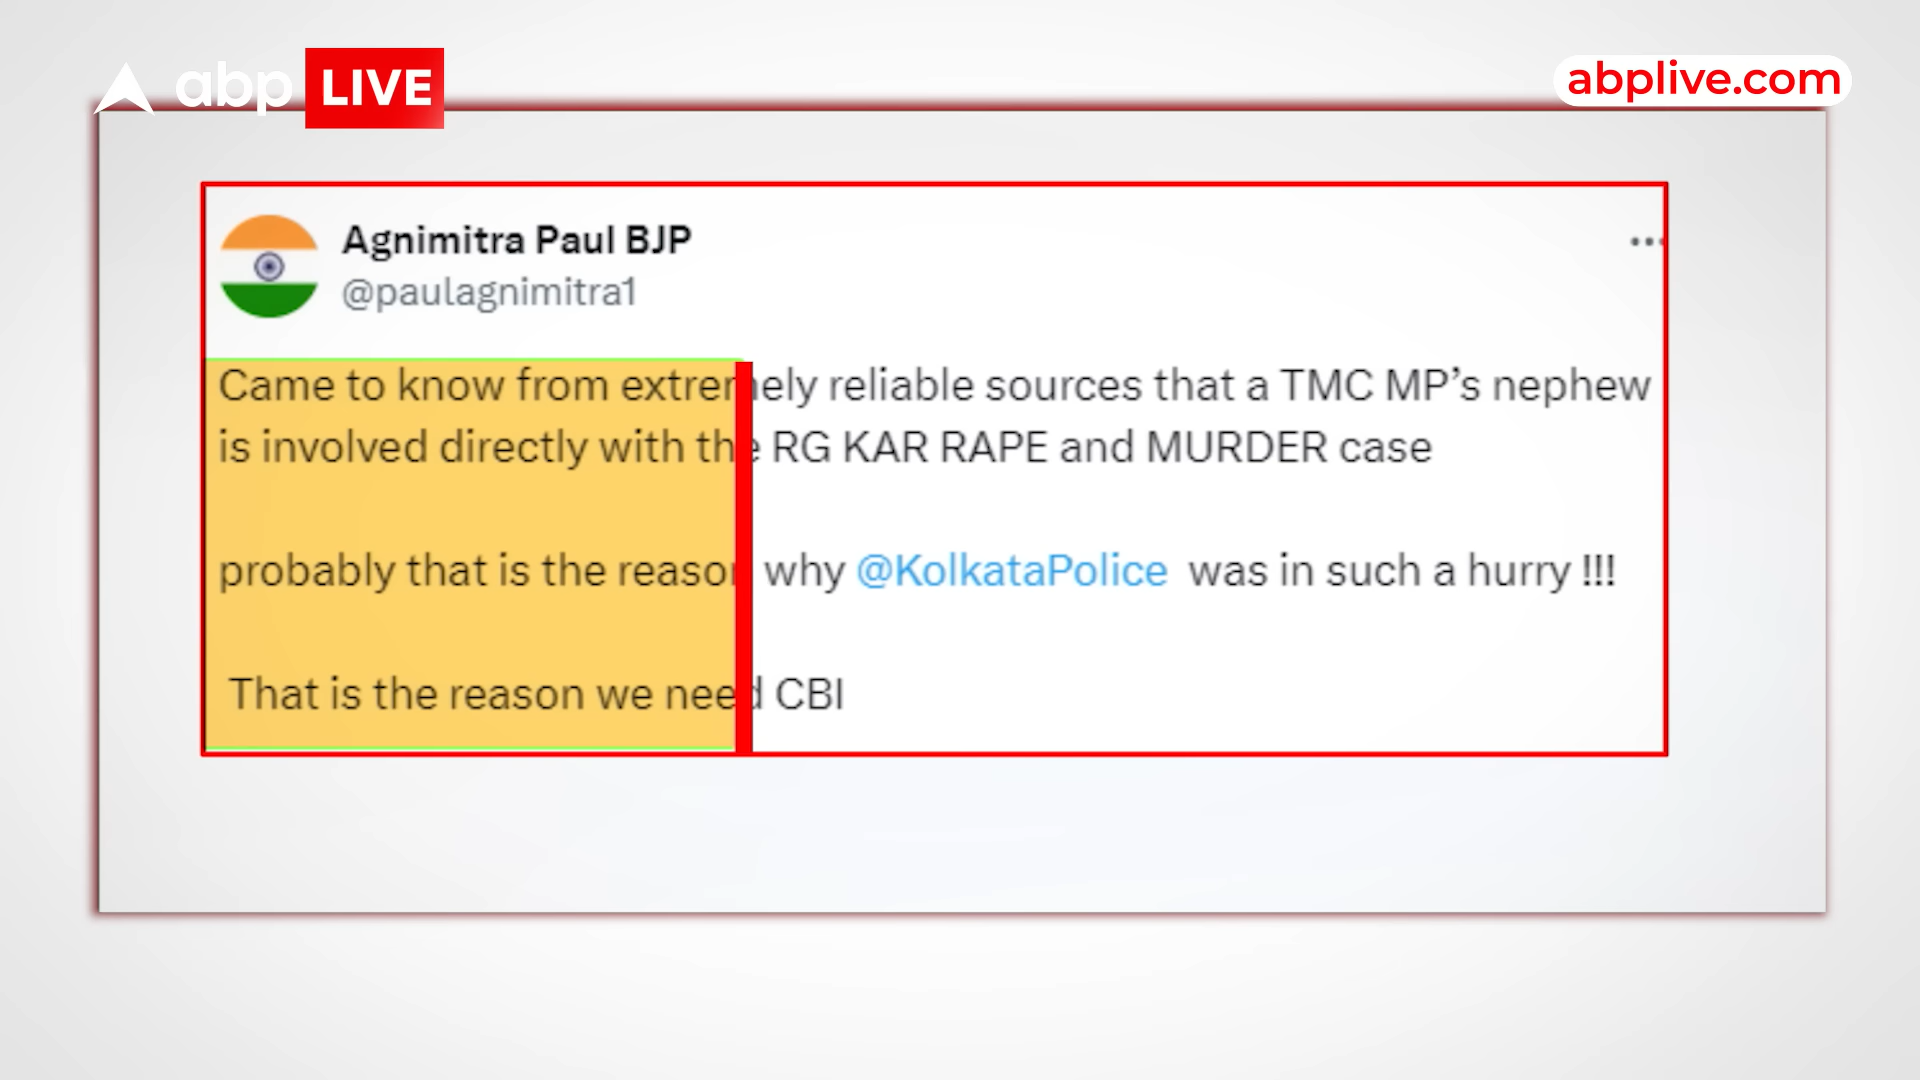 abp LIVE
abplive.com
Agnimitra Paul BJP
@paulagnimitra1
Came to know from extremely reliable sources that a TMC MP’s nephew
is involved directly with the RG KAR RAPE and MURDER case
probably that is the reason why @KolkataPolice was in such a hurry !!!
That is the reason we need CBI